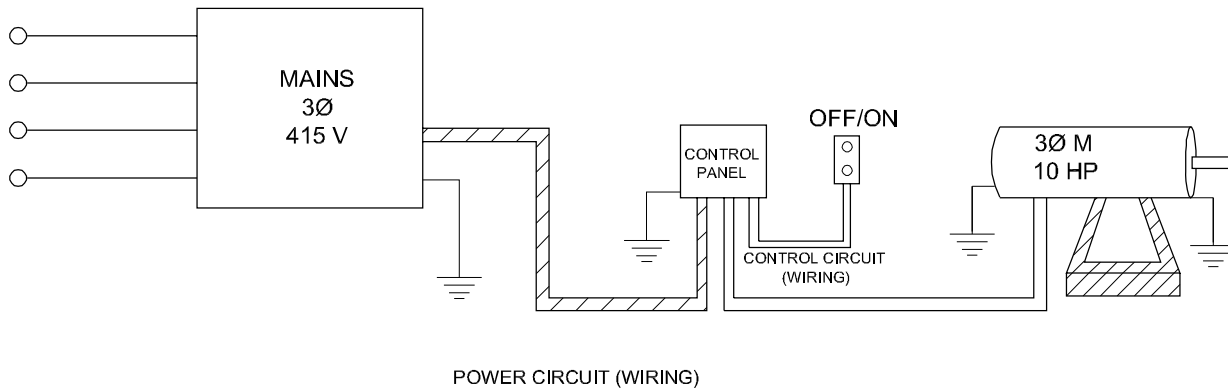 MAINS
3Ø
415 V
CONTROL
PANEL
OFF/ON
3Ø M
10 HP
CONTROL CIRCUIT
(WIRING)
POWER CIRCUIT (WIRING)